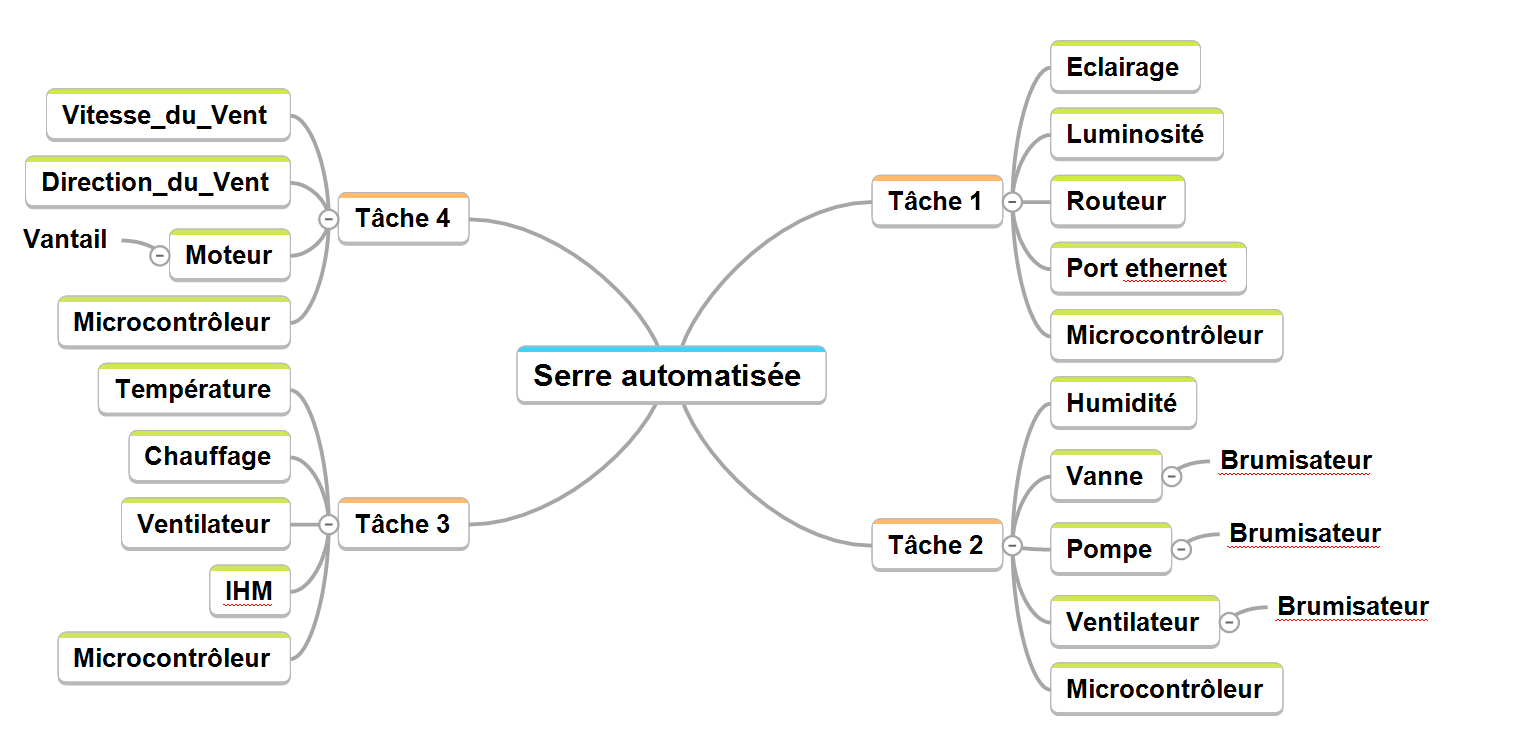 Serre automatisée
Tâche 1
Eclairage
Luminosité
Routeur
Port ethernet
Microcontrôleur
Tâche 2
Humidité
Vanne
Brumisateur
Pompe
Brumisateur
Ventilateur
Brumisateur
Microcontrôleur
Tâche 3
Température
Chauffage
Ventilateur
IHM
Microcontrôleur
Tâche 4
Vitesse_du_Vent
Direction_du_Vent
Moteur
Vantail
Microcontrôleur